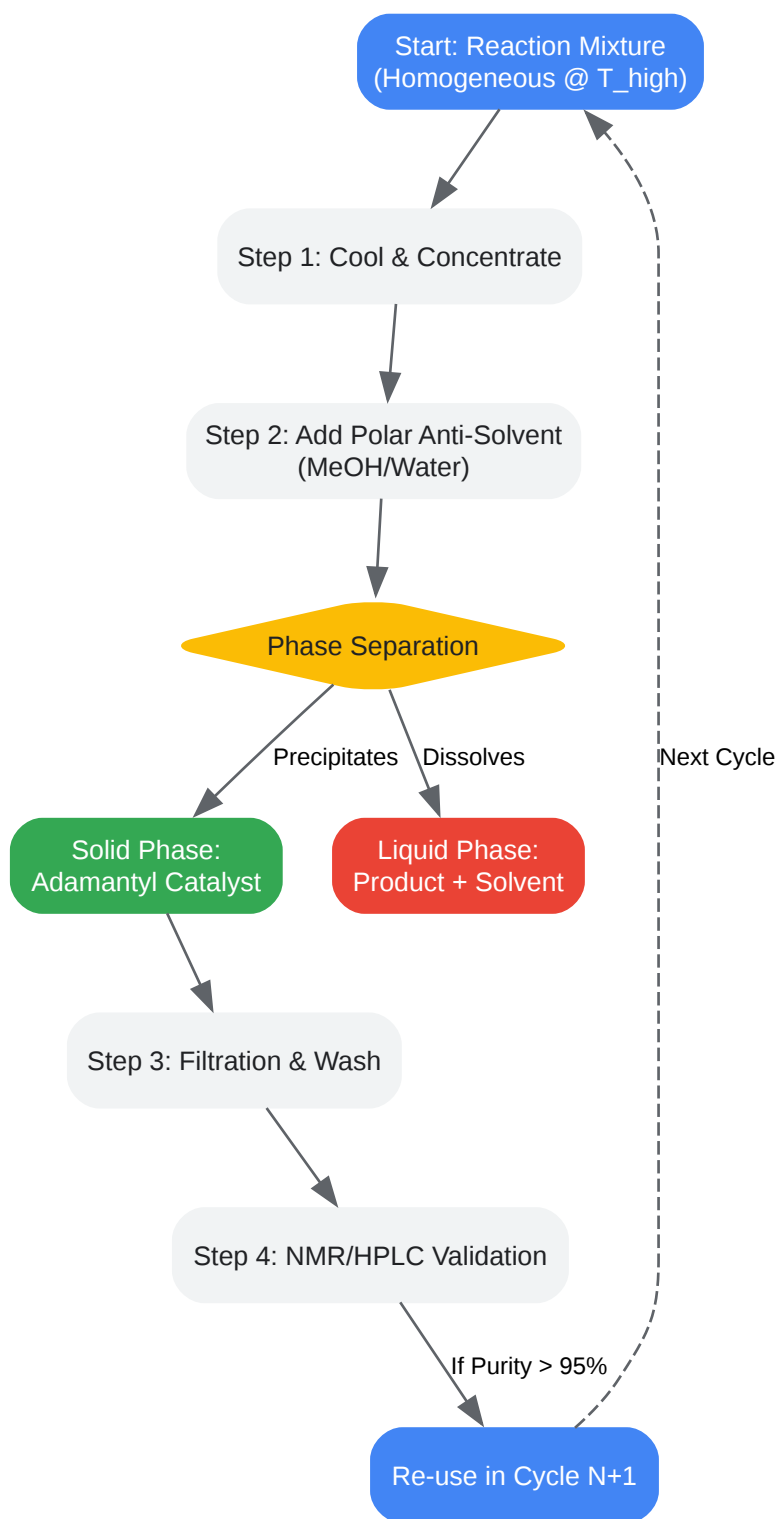 Start: Reaction Mixture
(Homogeneous @ T_high)
Step 1: Cool & Concentrate
Step 2: Add Polar Anti-Solvent
(MeOH/Water)
Phase Separation
Precipitates
Dissolves
Next Cycle
Solid Phase:
Adamantyl Catalyst
Liquid Phase:
Product + Solvent
Step 3: Filtration & Wash
Step 4: NMR/HPLC Validation
If Purity > 95%
Re-use in Cycle N+1